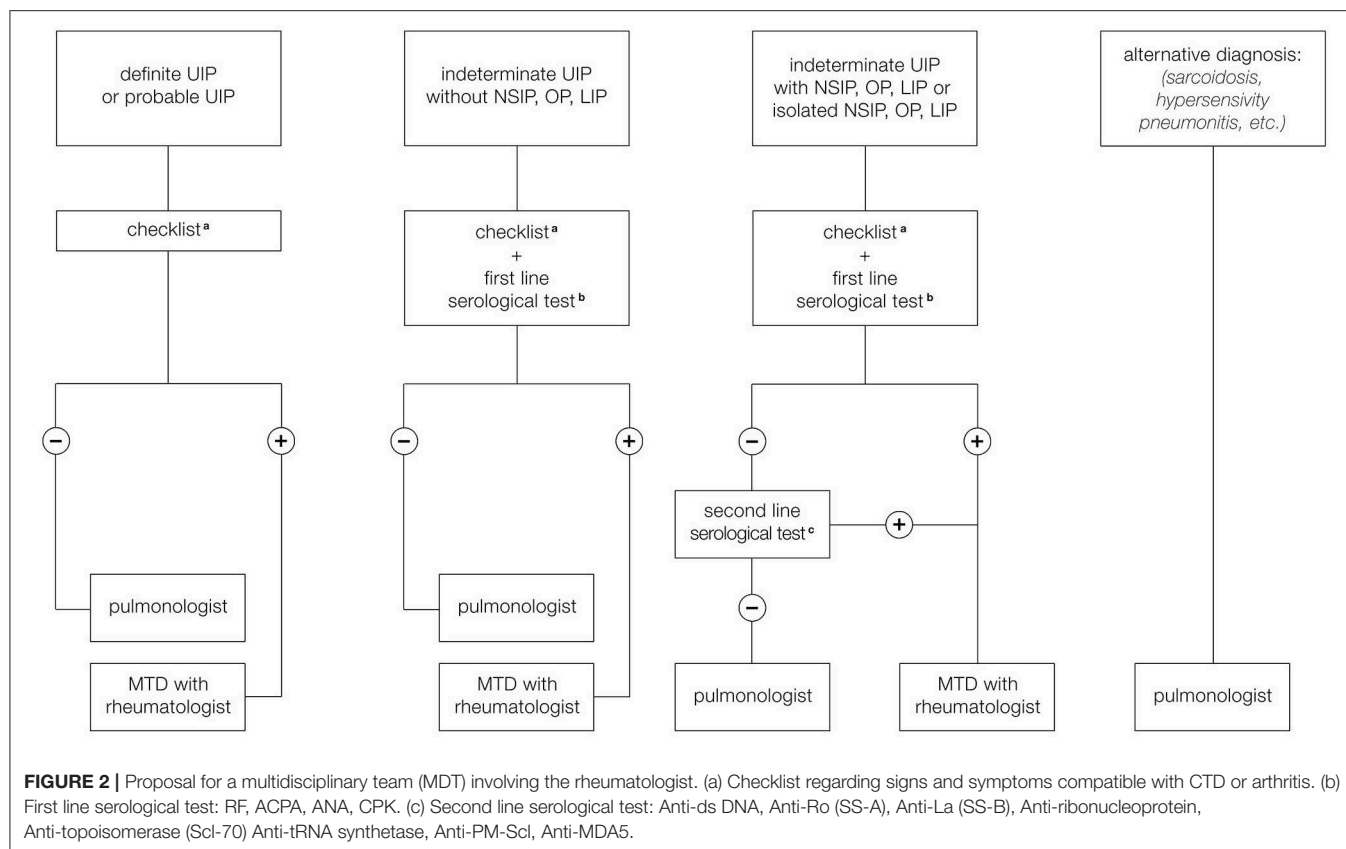 definite UIP
or probable UIP
indeterminate UIP
without NSIP, OP, LIP
indeterminate UIP
with NSIP, OP, LIP or
isolated NSIP, OP, LIP
alternative diagnosis:
(sarcoidosis,
hypersensivity
pneumonitis, etc.)
checklist a
checklist a
+
first line
serological test b
checklist a
+
first line
serological test b
−
+
−
+
−
+
second line
serological test c
+
−
pulmonologist
MTD with
rheumatologist
pulmonologist
MTD with
rheumatologist
pulmonologist
MTD with
rheumatologist
pulmonologist
FIGURE 2 | Proposal for a multidisciplinary team (MDT) involving the rheumatologist. (a) Checklist regarding signs and symptoms compatible with CTD or arthritis. (b)
First line serological test: RF, ACPA, ANA, CPK. (c) Second line serological test: Anti-ds DNA, Anti-Ro (SS-A), Anti-La (SS-B), Anti-ribonucleoprotein,
Anti-topoisomerase (Scl-70) Anti-tRNA synthetase, Anti-PM-Scl, Anti-MDA5.